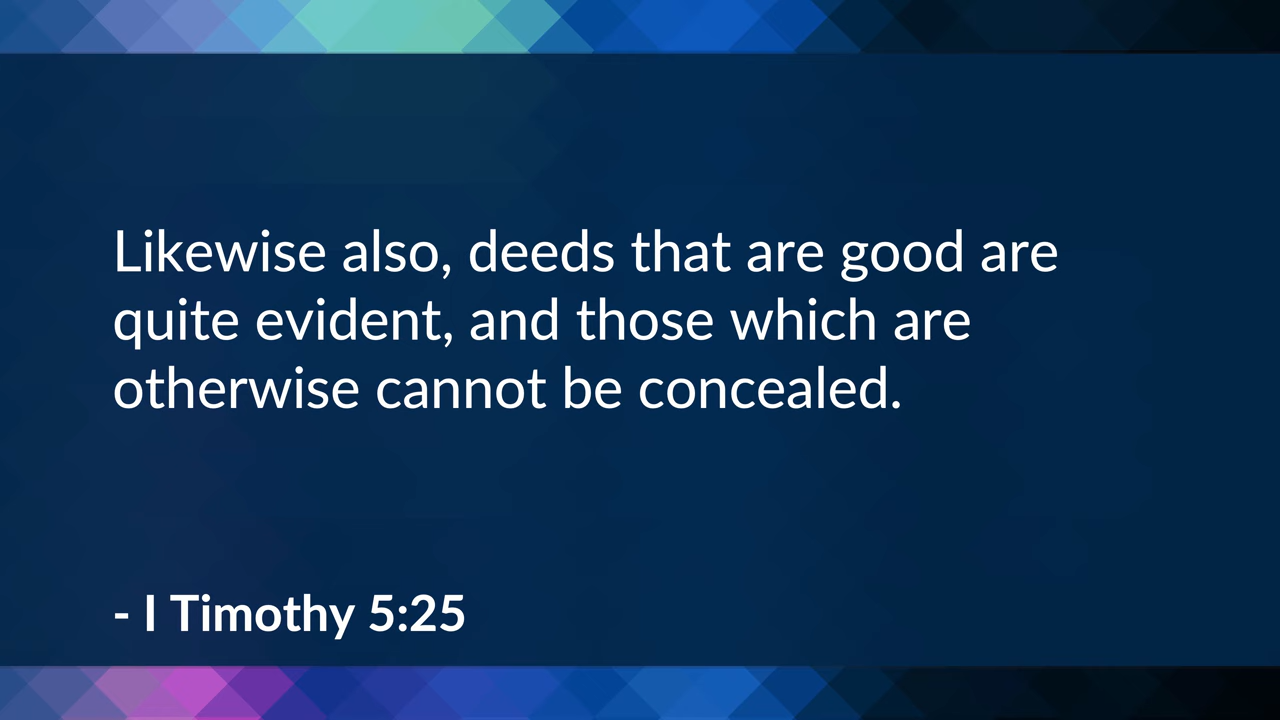 Likewise also, deeds that are good are
quite evident, and those which are
otherwise cannot be concealed.
- I Timothy 5:25